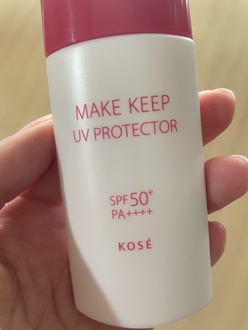 MAKE KEEP
UV PROTECTOR
SPF50+
PA++++
KOSÉ